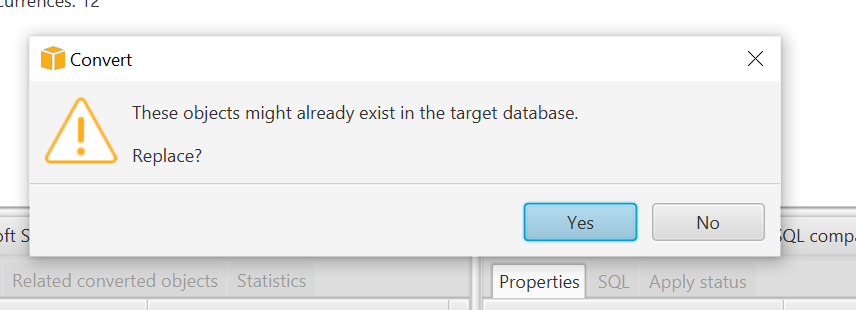 12
Convert
These objects might already exist in the target database.
Replace?
Yes
No
Related converted objects
Statistics
Properties
SQL
Apply status